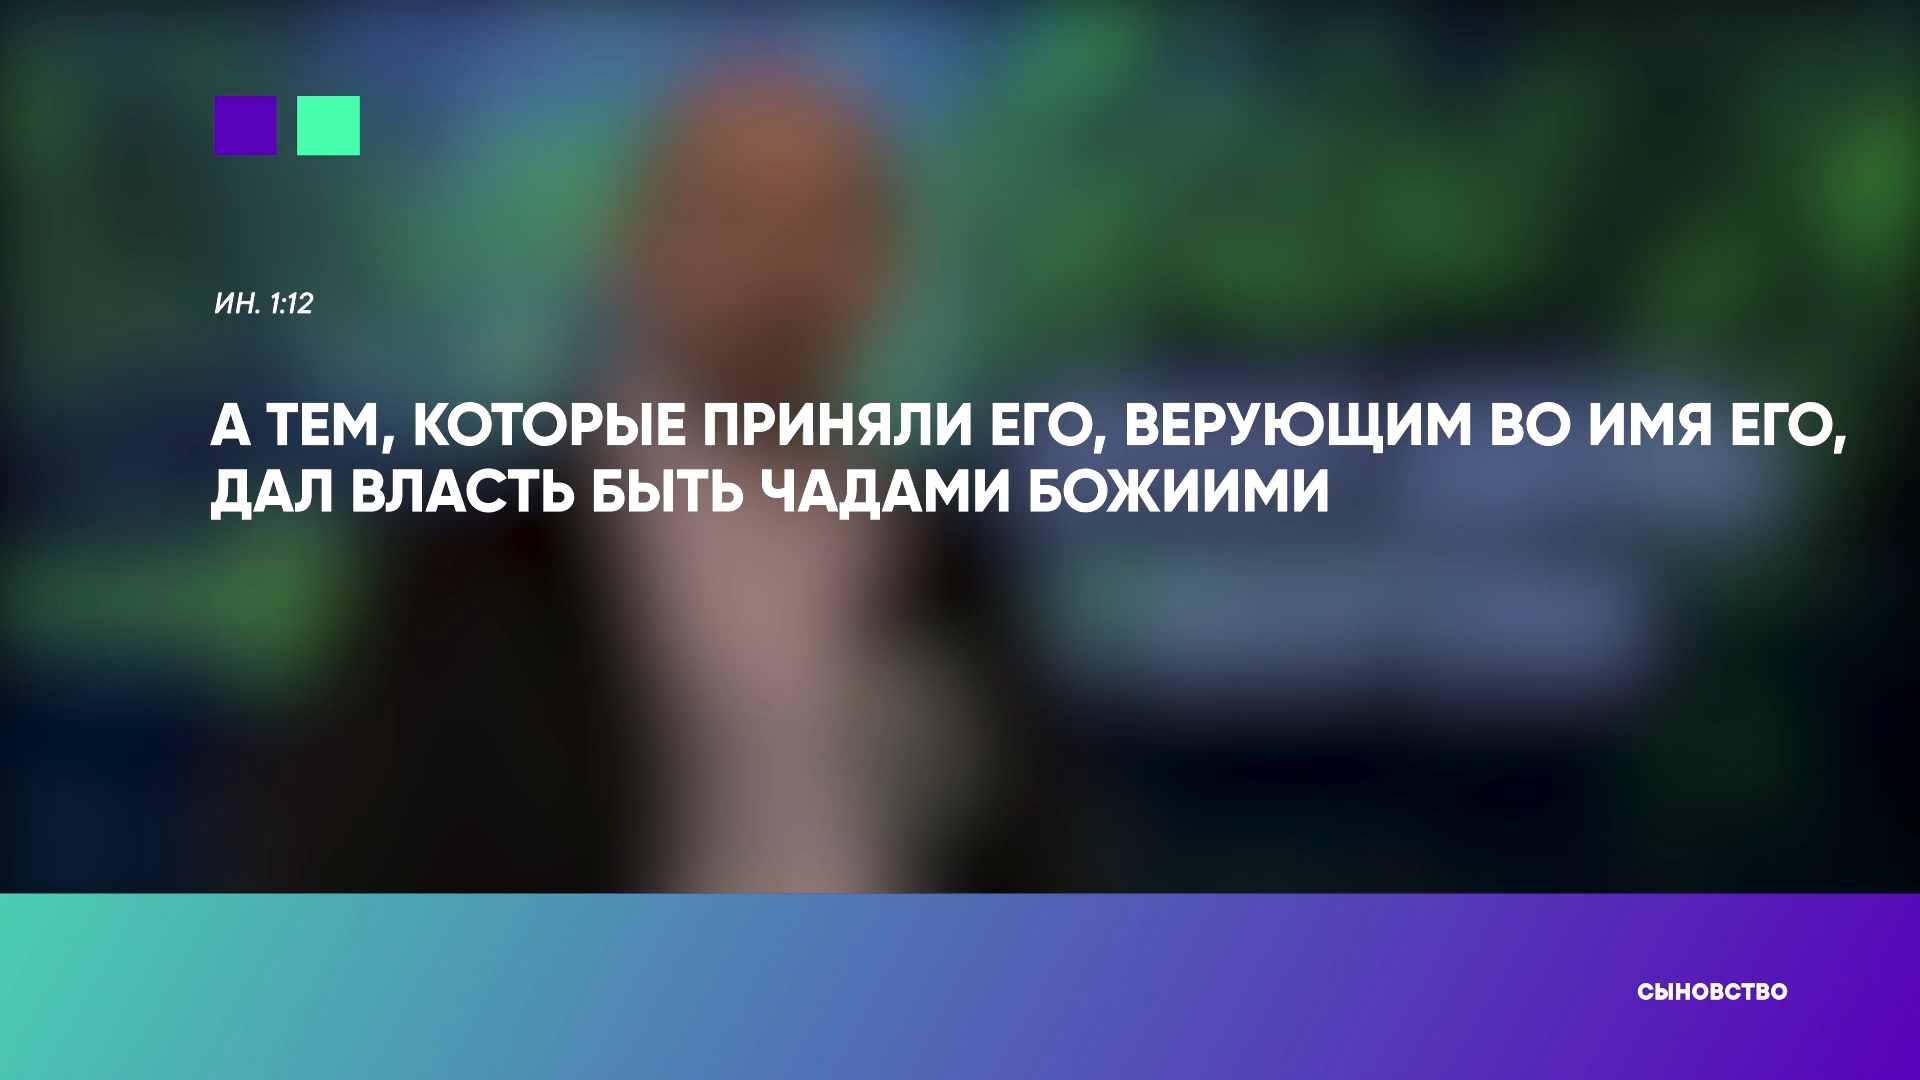 ИН. 1:12
А ТЕМ, КОТОРЫЕ ПРИНЯЛИ ЕГО, ВЕРУЮЩИМ ВО ИМЯ ЕГО,
ДАЛ ВЛАСТЬ БЫТЬ ЧАДАМИ БОЖИИМИ
СЫНОВСТВО